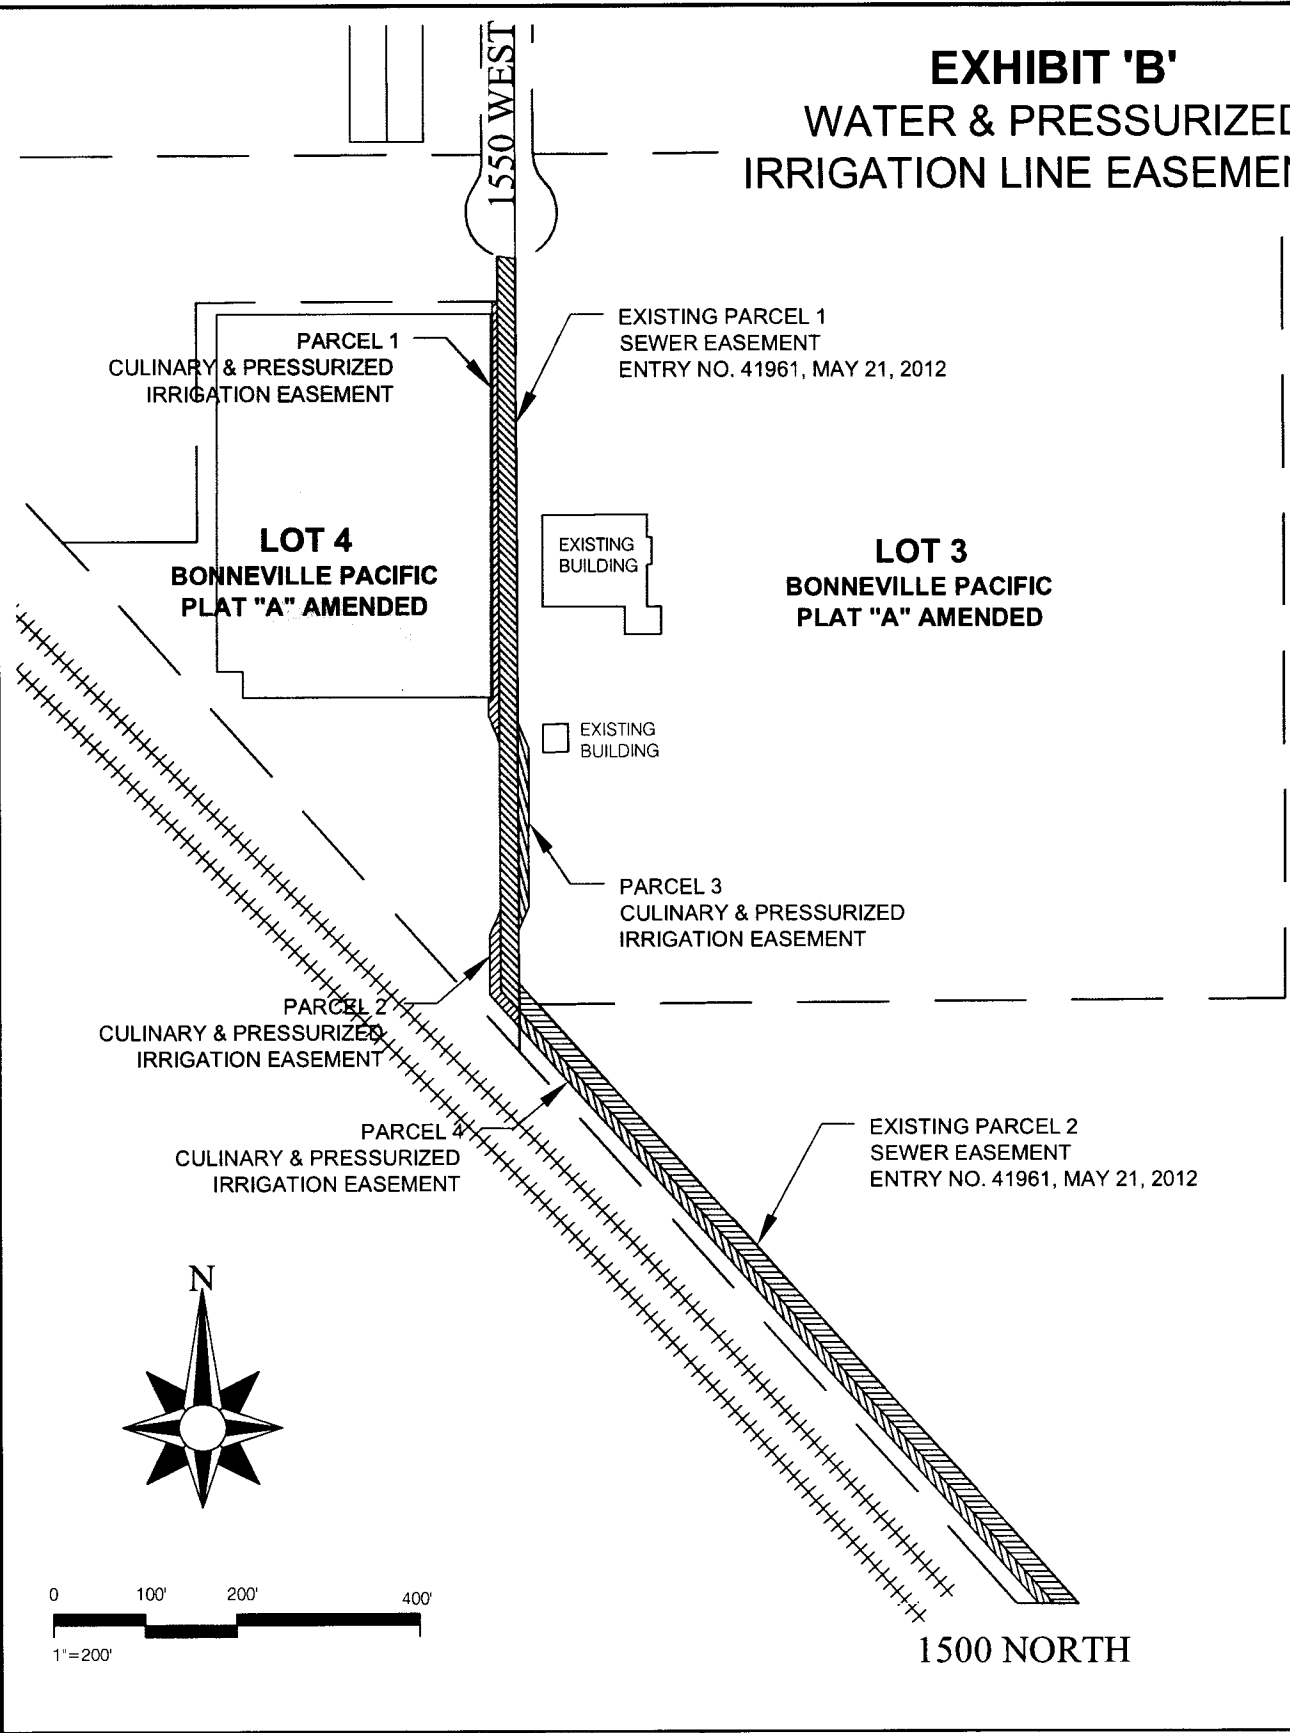 EXHIBIT 'B'
WATER & PRESSURIZED
IRRIGATION LINE EASEMEN
1550 WEST
PARCEL 1
CULINARY & PRESSURIZED
IRRIGATION EASEMENT
EXISTING PARCEL 1
SEWER EASEMENT
ENTRY NO. 41961, MAY 21, 2012
LOT 4
BONNEVILLE PACIFIC
PLAT "A" AMENDED
EXISTING
BUILDING
LOT 3
BONNEVILLE PACIFIC
PLAT "A" AMENDED
EXISTING
BUILDING
PARCEL 3
CULINARY & PRESSURIZED
IRRIGATION EASEMENT
PARCEL 2
CULINARY & PRESSURIZED
IRRIGATION EASEMENT
PARCEL 4
CULINARY & PRESSURIZED
IRRIGATION EASEMENT
EXISTING PARCEL 2
SEWER EASEMENT
ENTRY NO. 41961, MAY 21, 2012
N
0 100' 200' 400'
1"=200'
1500 NORTH